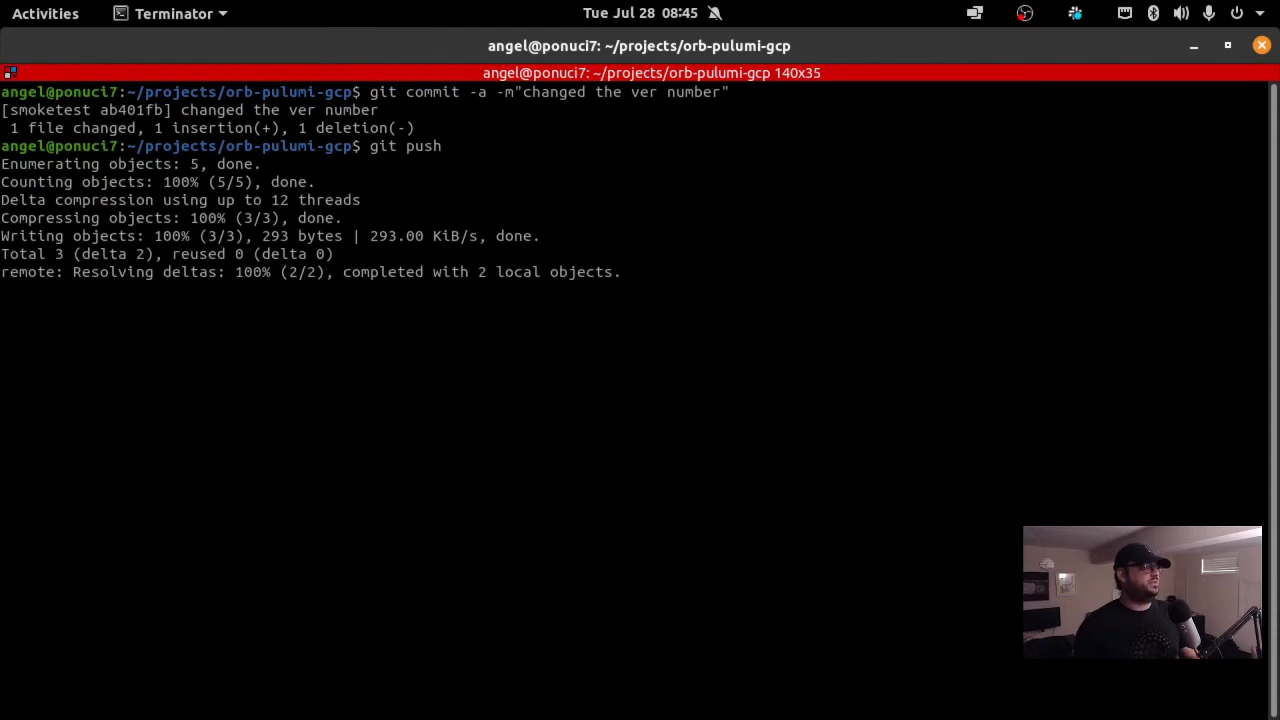 Activities
Terminator
Tue Jul 28 08:45
angel@ponuci7: ~/projects/orb-pulumi-gcp
angel@ponuci7: ~/projects/orb-pulumi-gcp 140x35
angel@ponuci7:~/projects/orb-pulumi-gcp$ git commit -a -m"changed the ver number"
[smoketest ab401fb] changed the ver number
1 file changed, 1 insertion(+), 1 deletion(-)
angel@ponuci7:~/projects/orb-pulumi-gcp$ git push
Enumerating objects: 5, done.
Counting objects: 100% (5/5), done.
Delta compression using up to 12 threads
Compressing objects: 100% (3/3), done.
Writing objects: 100% (3/3), 293 bytes | 293.00 KiB/s, done.
Total 3 (delta 2), reused 0 (delta 0)
remote: Resolving deltas: 100% (2/2), completed with 2 local objects.